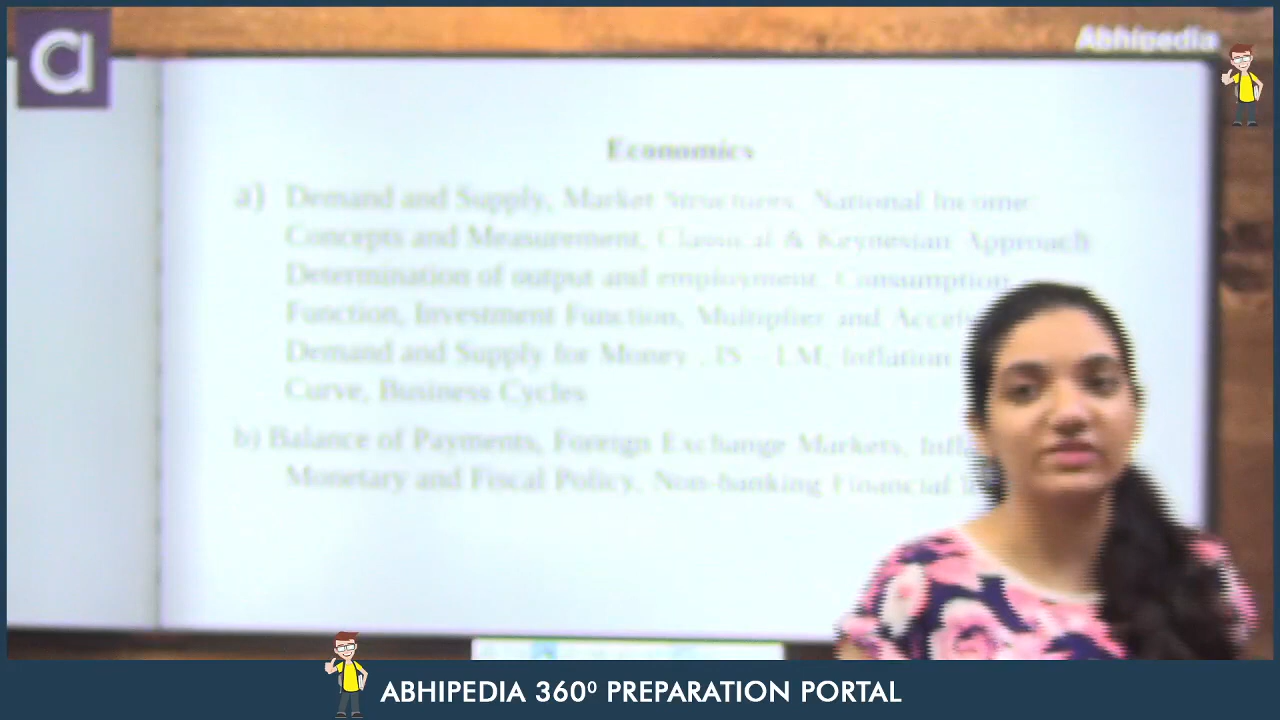 a
Abhipedia
Economics
a) Demand and Supply, Market Structures, National Income:
Concepts and Measurement, Classical & Keynesian Approach
Determination of output and employment, Consumption
Function, Investment Function, Multiplier and
Demand and Supply for Money, IS - LM, Inflation
Curve, Business Cycles
b) Balance of Payments, Foreign Exchange Markets,
Monetary and Fiscal Policy, Non-banking Financial
ABHIPEDIA 360⁰ PREPARATION PORTAL